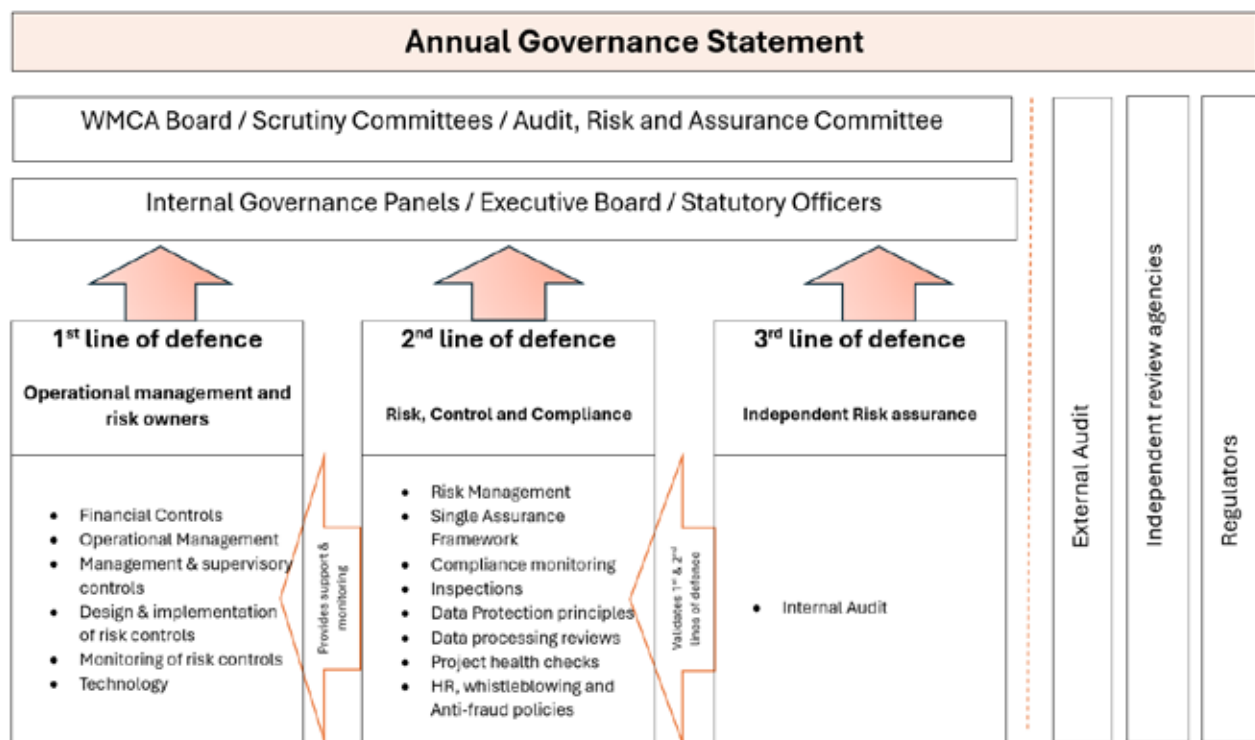 Annual Governance Statement
WMCA Board / Scrutiny Committees / Audit, Risk and Assurance Committee
Internal Governance Panels / Executive Board / Statutory Officers
1st line of defence
Operational management and
risk owners
• Financial Controls
• Operational Management
• Management & supervisory
controls
• Design & implementation
of risk controls
• Monitoring of risk controls
• Technology
Provides support &
monitoring
2nd line of defence
Risk, Control and Compliance
• Risk Management
• Single Assurance
Framework
• Compliance monitoring
• Inspections
• Data Protection principles
• Data processing reviews
• Project health checks
• HR, whistleblowing and
Anti-fraud policies
Validates 1st & 2nd
lines of defence
3rd line of defence
Independent Risk assurance
• Internal Audit
External Audit
Independent review agencies
Regulators